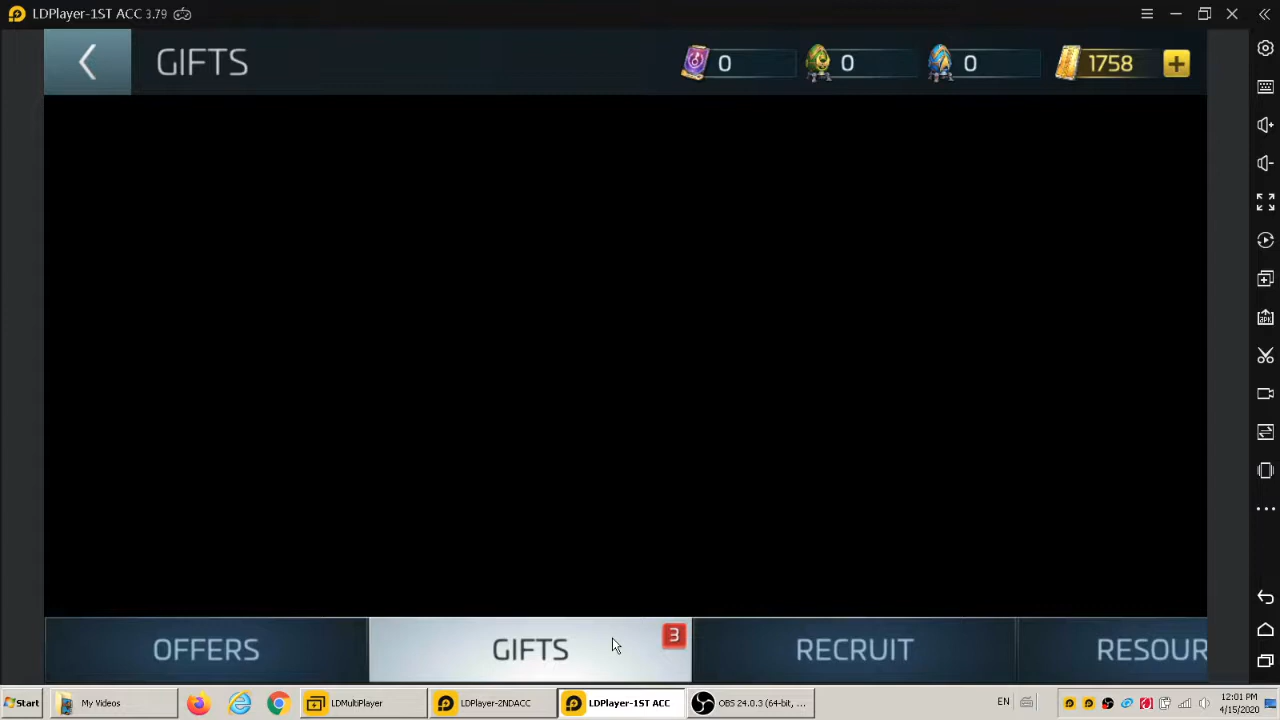 LDPlayer-1ST ACC 3.79
GIFTS
0
0
0
1758
OFFERS
GIFTS
3
RECRUIT
RESOUR
Start
My Videos
LDMultiPlayer
LDPlayer-2NDACC
LDPlayer-1ST ACC
OBS 24.0.3 (64-bit, ...
EN
12:01 PM
4/15/2020